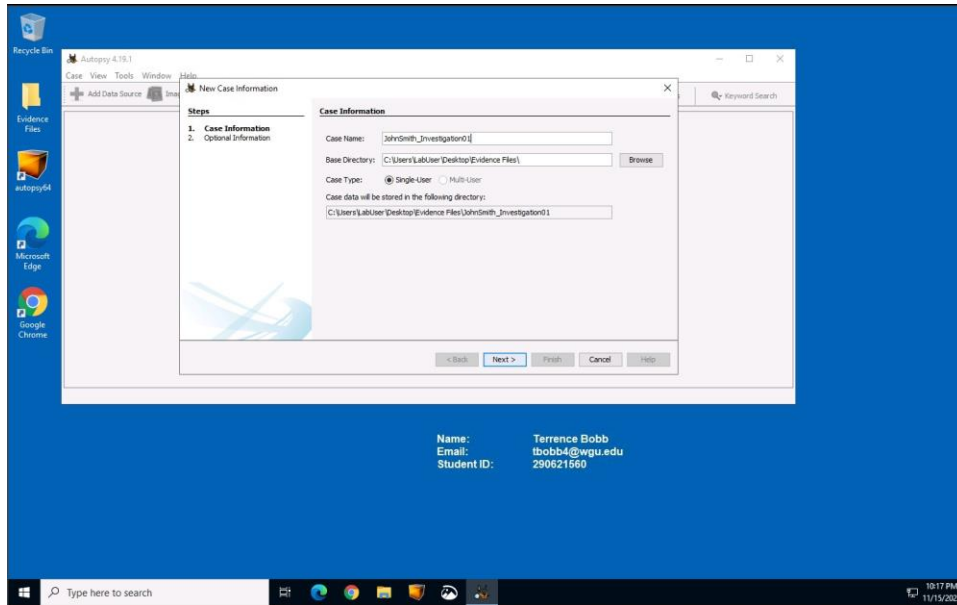 Recycle Bin
Autopsy 4.19.1
Case View Tools Window Help
Add Data Source
Keyword Search
Evidence
Files
autopsy64
Microsoft
Edge
Google
Chrome
New Case Information
Steps
1. Case Information
2. Optional Information
Case Information
Case Name: JohnSmith_Investigation01
Base Directory: C:\Users\LabUser\Desktop\Evidence Files\ Browse
Case Type: Single-User Multi-User
Case data will be stored in the following directory:
C:\Users\LabUser\Desktop\Evidence Files\JohnSmith_Investigation01
< Back Next > Finish Cancel Help
Name: Terrence Bobb
Email: tbobb4@wgu.edu
Student ID: 290621560
Type here to search
10:17 PM